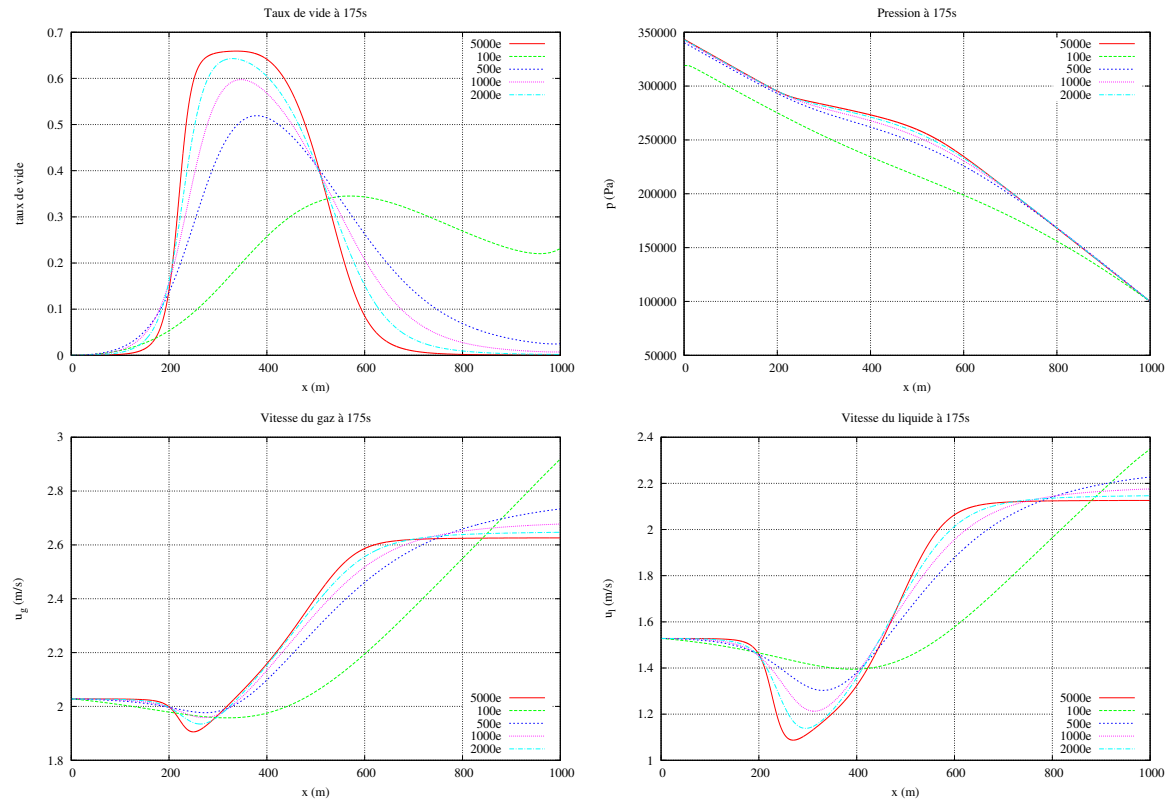 Taux de vide à 175s
0.7
0.6
0.5
0.4
0.3
0.2
0.1
0
taux de vide
0 200 400 600 800 1000
x (m)
5000e
100e
500e
1000e
2000e
Pression à 175s
350000
300000
250000
200000
150000
100000
50000
p (Pa)
0 200 400 600 800 1000
x (m)
5000e
100e
500e
1000e
2000e
Vitesse du gaz à 175s
3
2.8
2.6
2.4
2.2
2
1.8
u_g (m/s)
0 200 400 600 800 1000
x (m)
5000e
100e
500e
1000e
2000e
Vitesse du liquide à 175s
2.4
2.2
2
1.8
1.6
1.4
1.2
1
u_l (m/s)
0 200 400 600 800 1000
x (m)
5000e
100e
500e
1000e
2000e